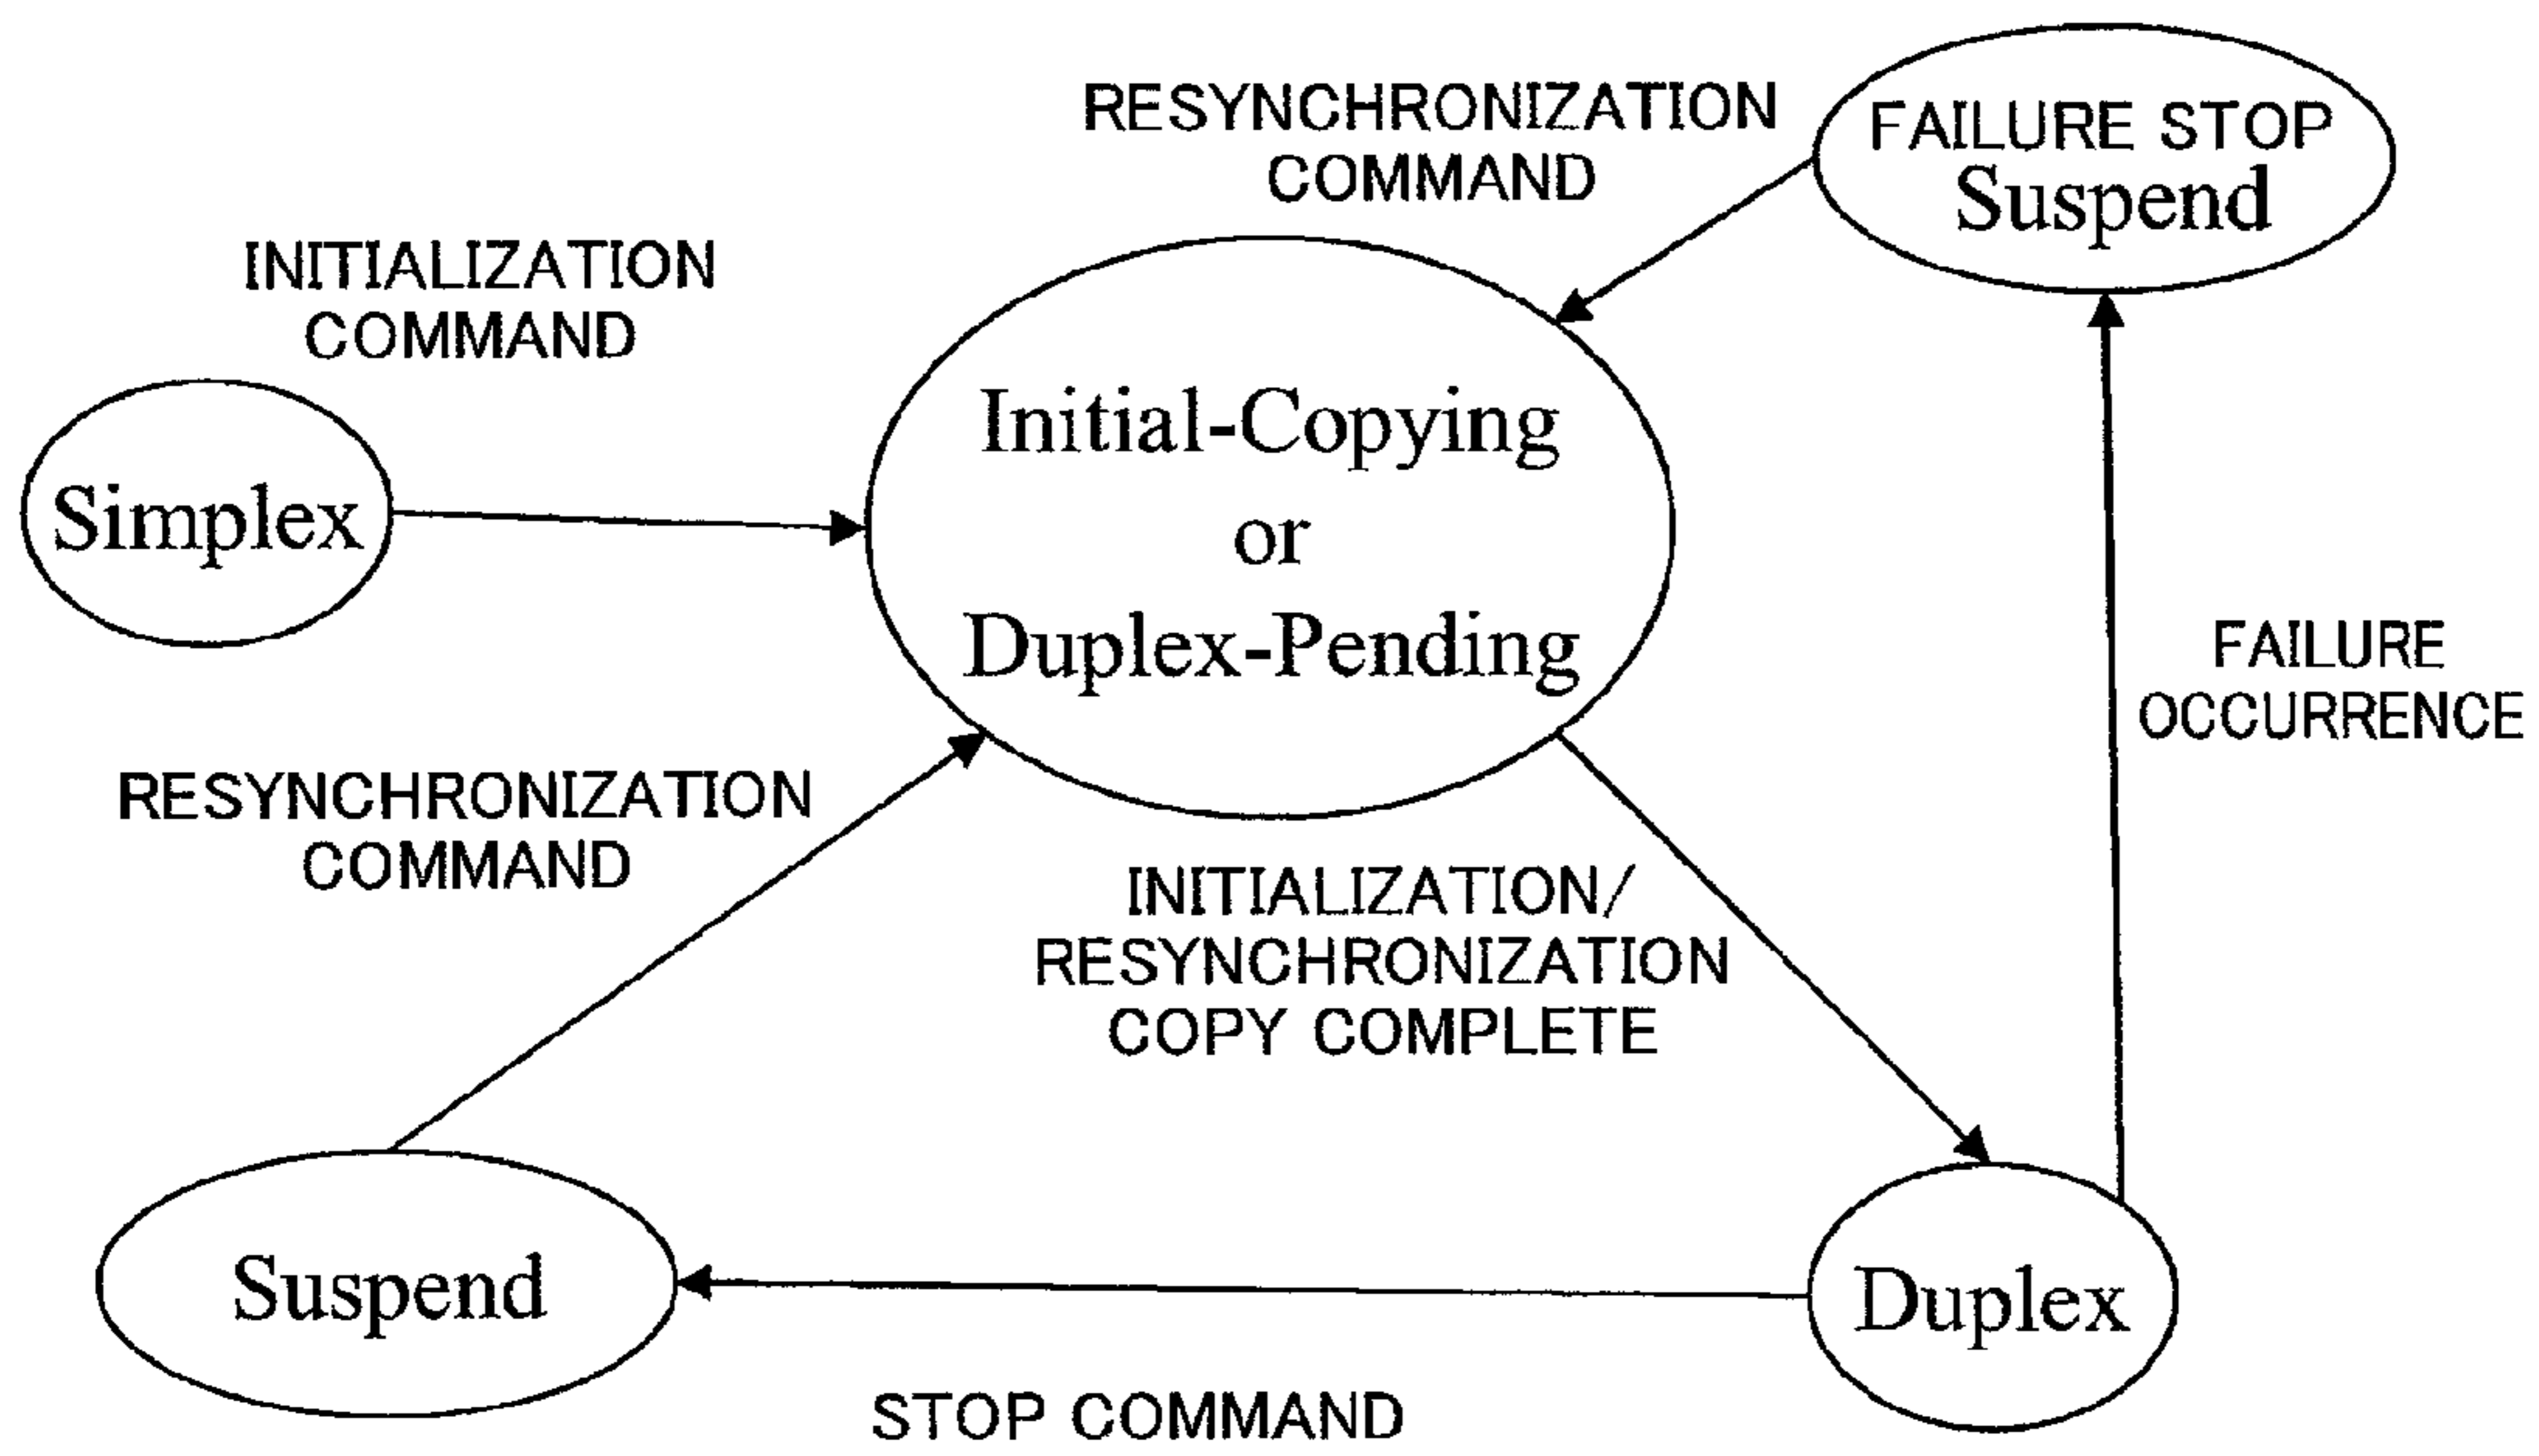 RESYNCHRONIZATION
COMMAND
FAILURE STOP
Suspend
INITIALIZATION
COMMAND
Simplex
Initial-Copying
or
Duplex-Pending
FAILURE
OCCURRENCE
RESYNCHRONIZATION
COMMAND
INITIALIZATION/
RESYNCHRONIZATION
COPY COMPLETE
Suspend
Duplex
STOP COMMAND